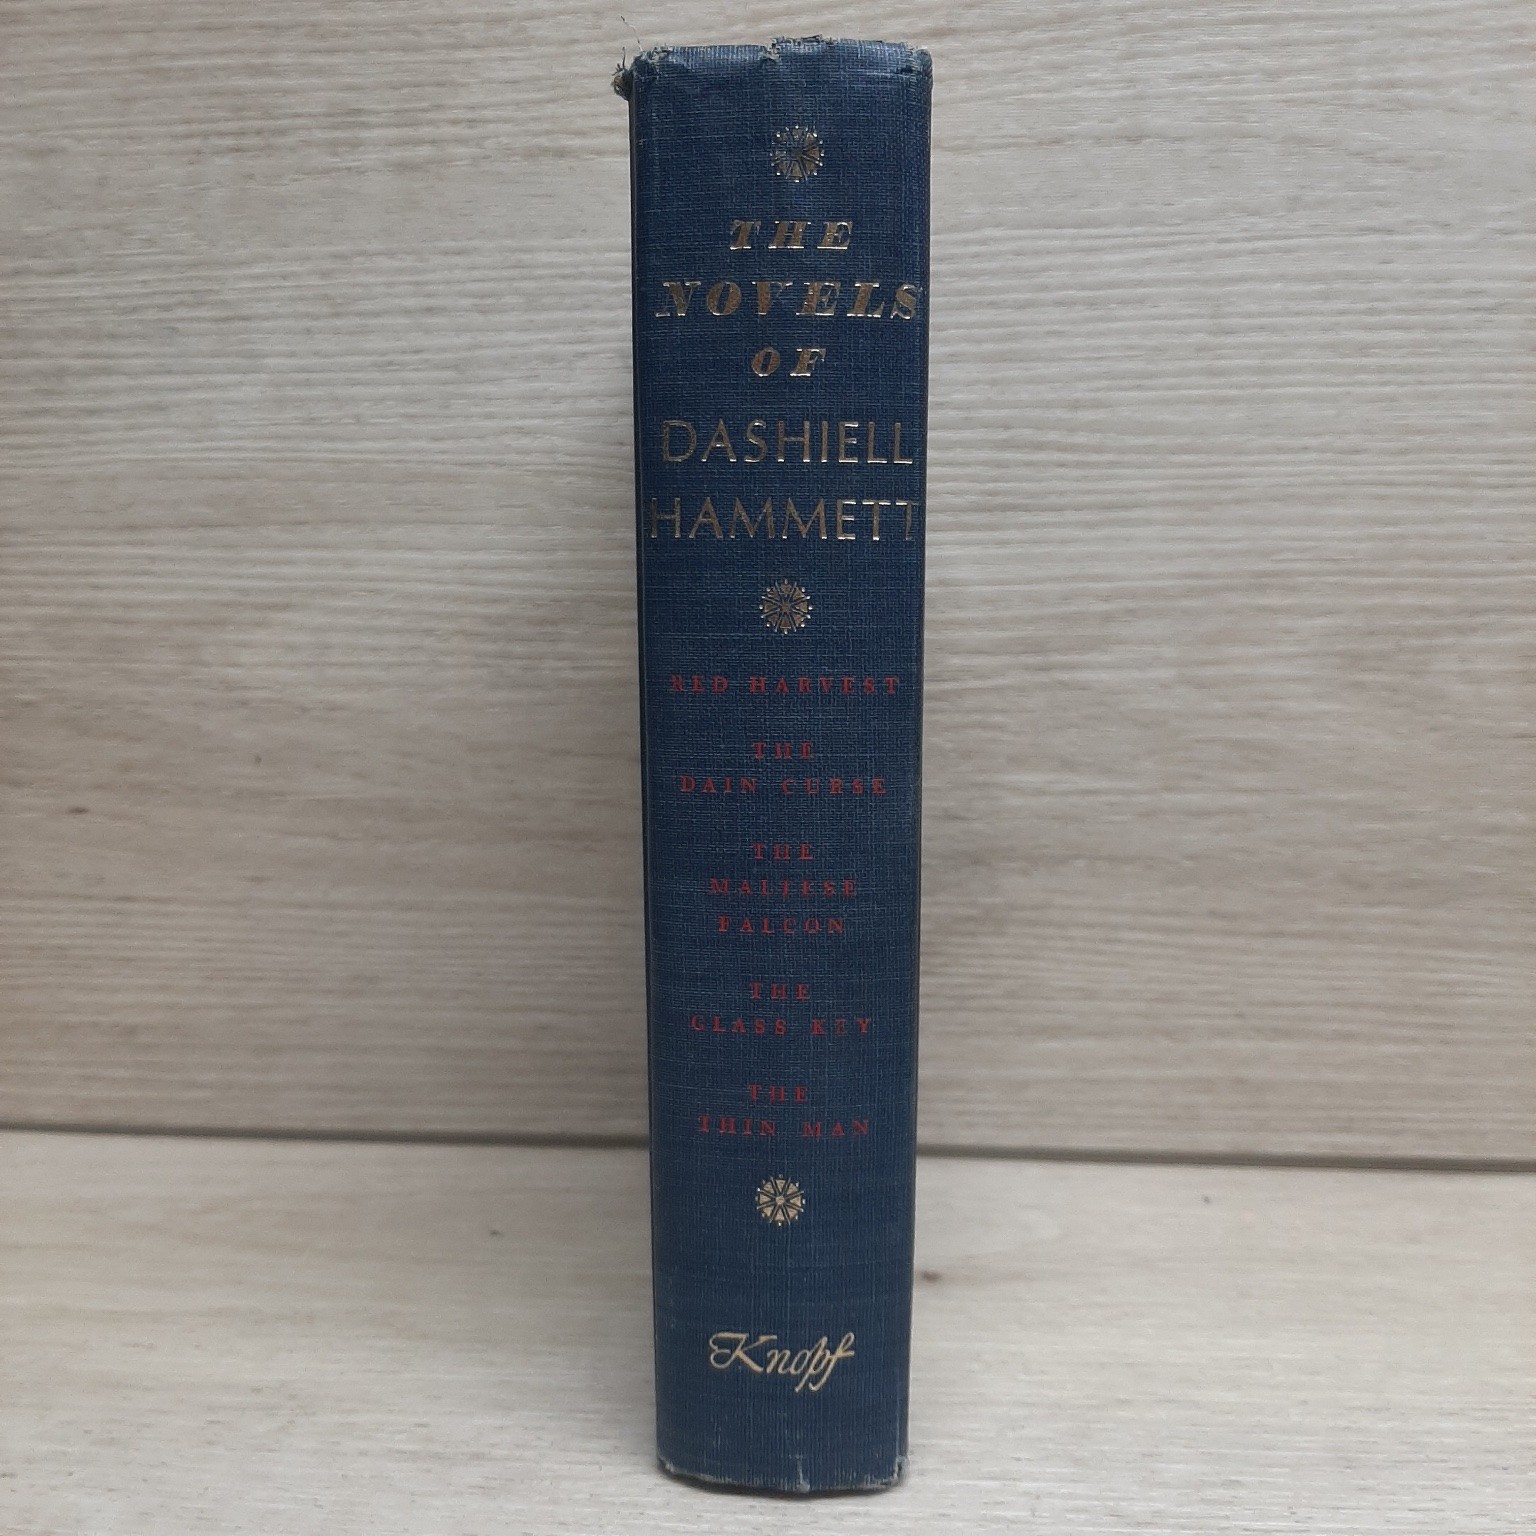 THE
NOVELS
OF
DASHIELL
HAMMETT
RED HARVEST
THE
DAIN CURSE
THE
MALTESE
FALCON
THE
GLASS KEY
THE
THIN MAN
Knopf